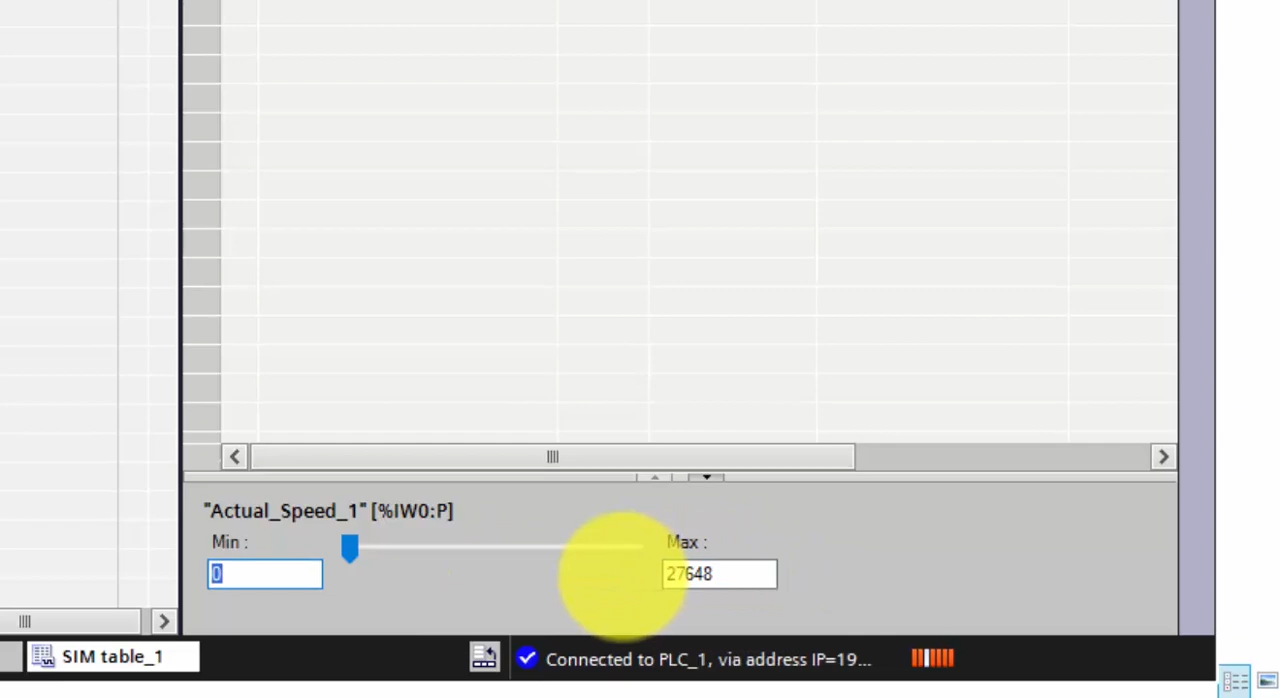 "Actual_Speed_1" [%IW0:P]
Min : Max :
0 27648
SIM table_1
Connected to PLC_1, via address IP=19...